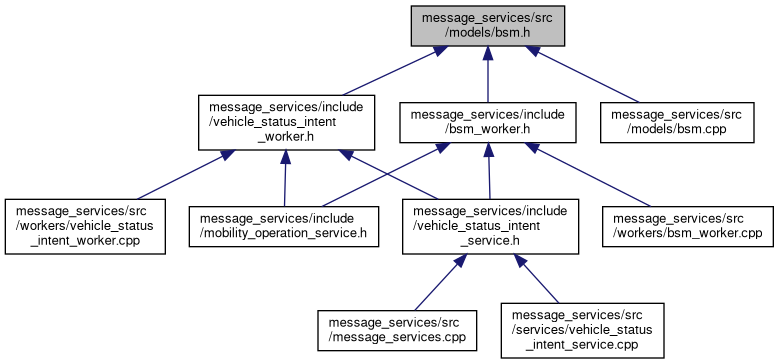 message_services/src
/models/bsm.h
message_services/include
/vehicle_status_intent
_worker.h
message_services/include
/bsm_worker.h
message_services/src
/models/bsm.cpp
message_services/src
/workers/vehicle_status
_intent_worker.cpp
message_services/include
/mobility_operation_service.h
message_services/include
/vehicle_status_intent
_service.h
message_services/src
/workers/bsm_worker.cpp
message_services/src
/message_services.cpp
message_services/src
/services/vehicle_status
_intent_service.cpp